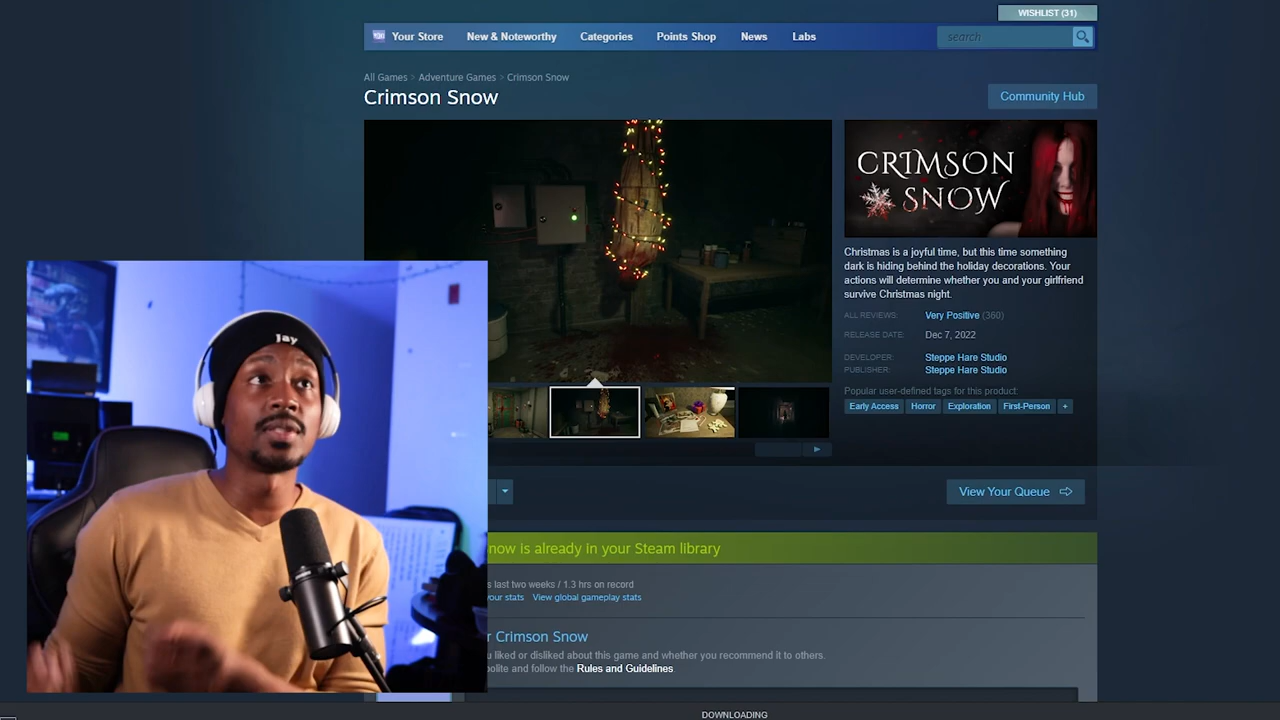 WISHLIST (31)
Your Store New & Noteworthy Categories Points Shop News Labs search
All Games > Adventure Games > Crimson Snow
Crimson Snow
Community Hub
CRIMSON
SNOW
Christmas is a joyful time, but this time something
dark is hiding behind the holiday decorations. Your
actions will determine whether you and your girlfriend
survive Christmas night.
ALL REVIEWS: Very Positive (360)
RELEASE DATE: Dec 7, 2022
DEVELOPER: Steppe Hare Studio
PUBLISHER: Steppe Hare Studio
Popular user-defined tags for this product:
Early Access Horror Exploration First-Person +
Jay
View Your Queue
now is already in your Steam library
s last two weeks / 1.3 hrs on record
your stats View global gameplay stats
r Crimson Snow
u liked or disliked about this game and whether you recommend it to others.
polite and follow the Rules and Guidelines.
DOWNLOADING